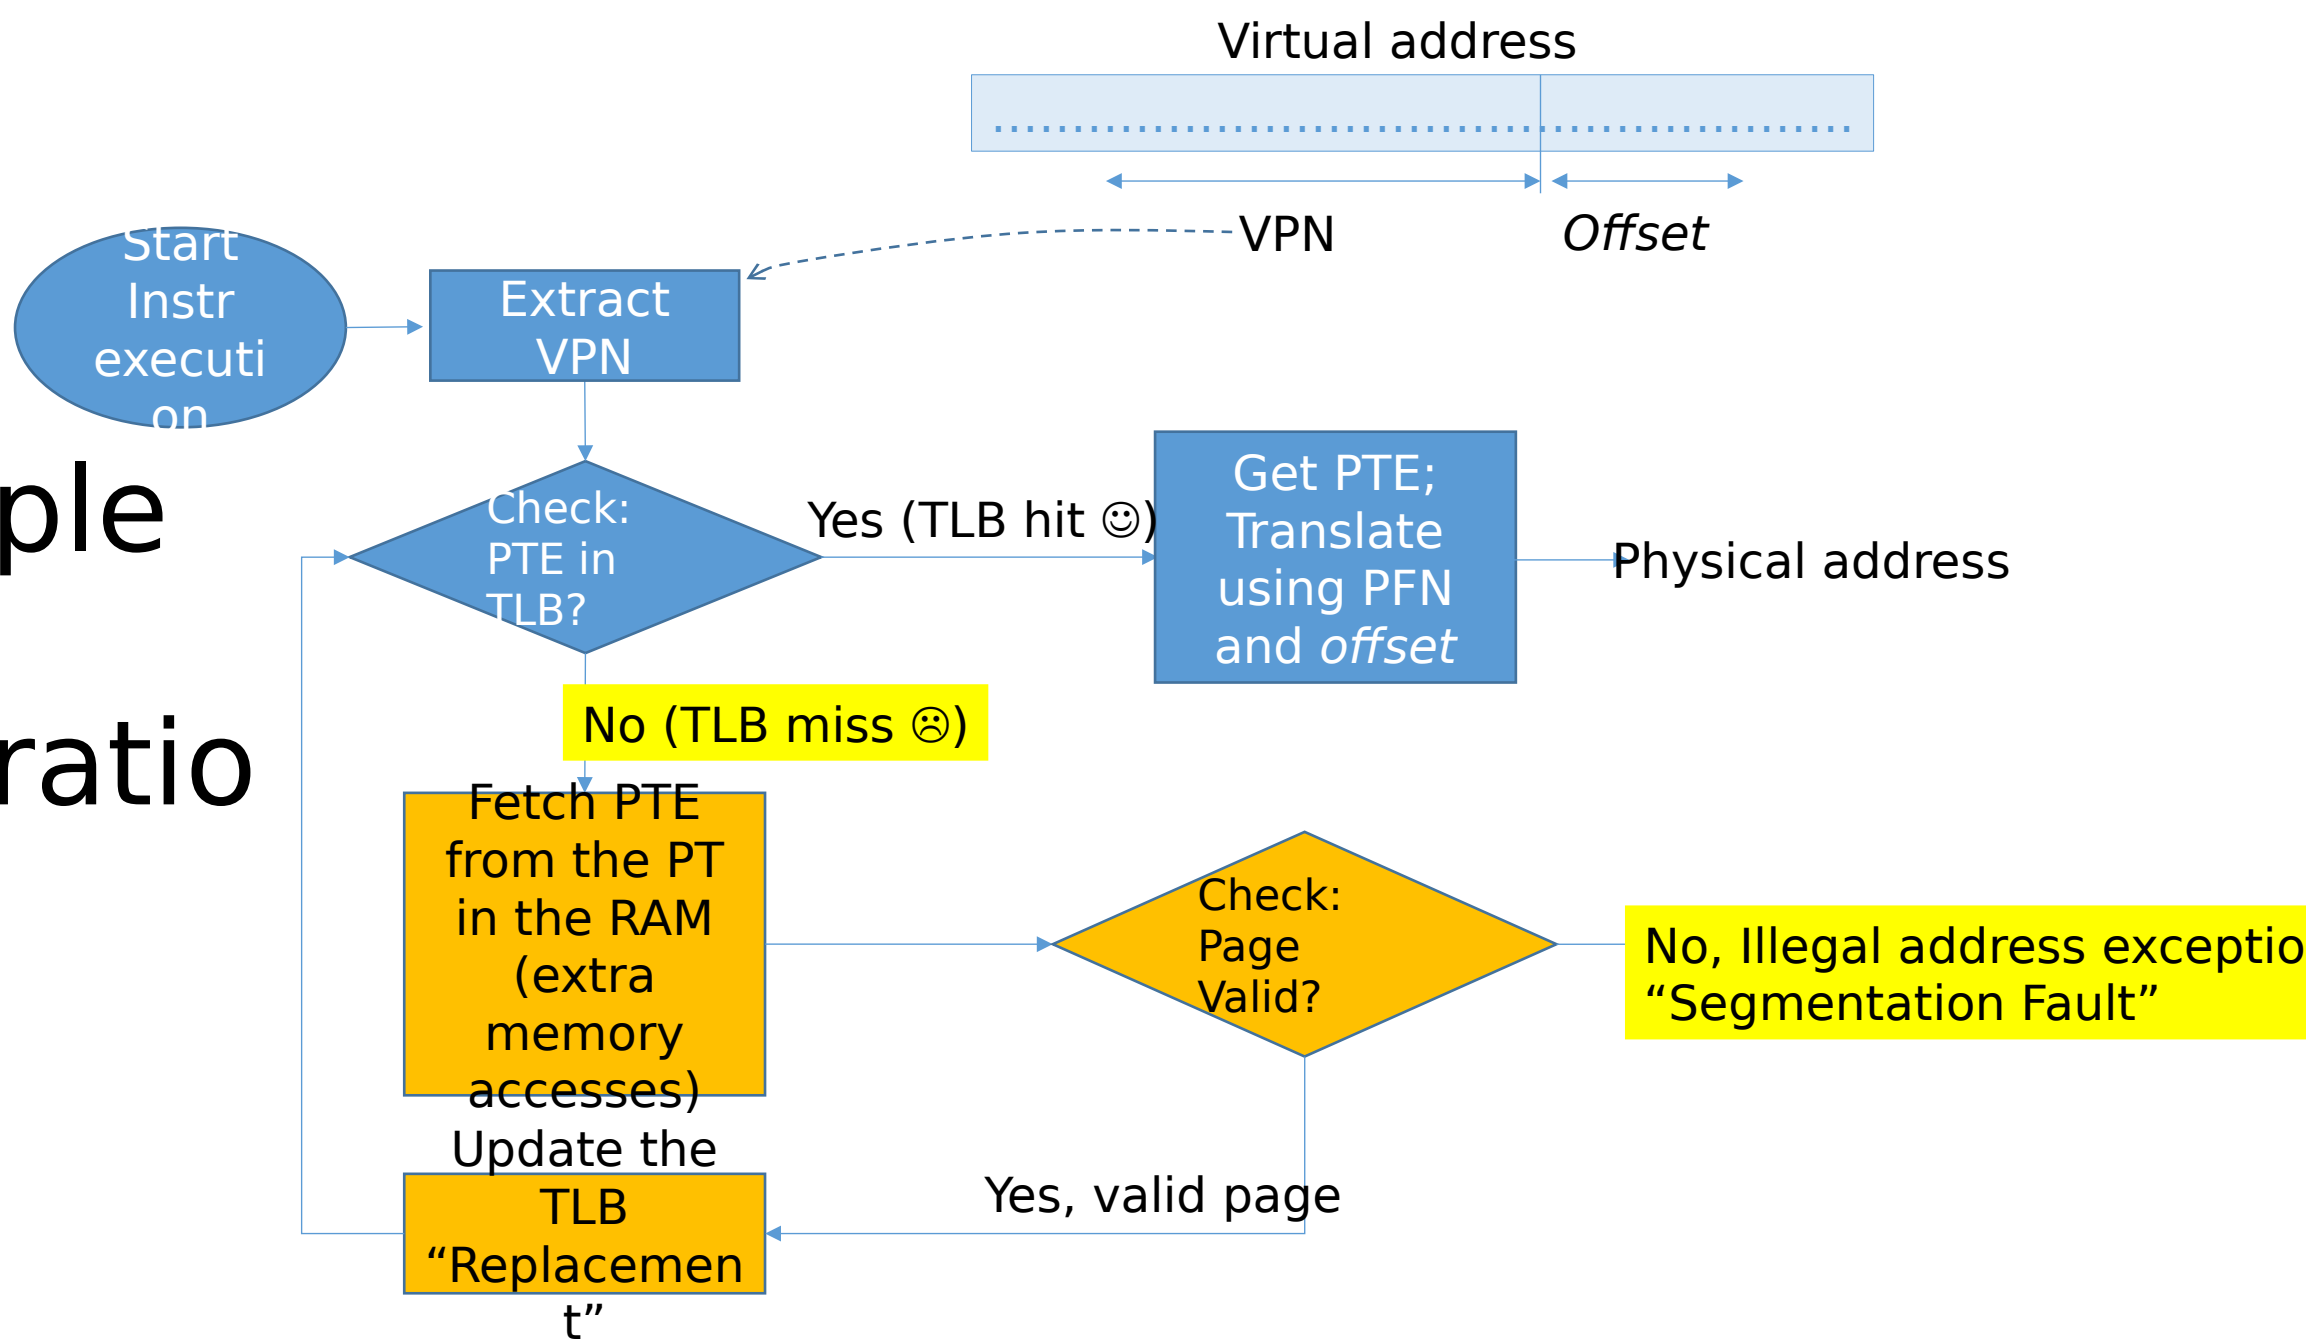 Virtual address
VPN
Offset
Start
Instr
executi
on
Extract
VPN
ple
ratio
Check:
PTE in
TLB?
Yes (TLB hit ☺)
Get PTE;
Translate
using PFN
and offset
Physical address
No (TLB miss ☹)
Fetch PTE
from the PT
in the RAM
(extra
memory
accesses)
Check:
Page
Valid?
No, Illegal address exceptio
“Segmentation Fault”
Yes, valid page
Update the
TLB
“Replacemen
t”